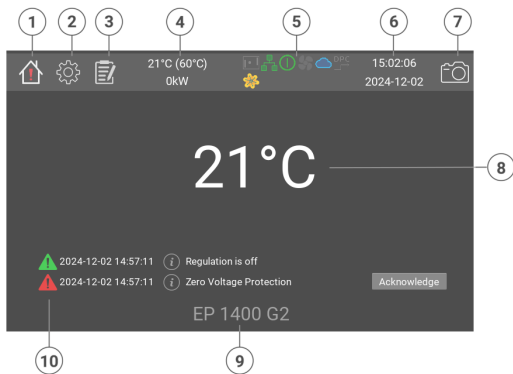 1 2 3 4 5 6 7
21°C (60°C) DPC 15:02:06
0kW 2024-12-02
21°C 8
2024-12-02 14:57:11 i Regulation is off
2024-12-02 14:57:11 i Zero Voltage Protection Acknowledge
EP 1400 G2
10 9